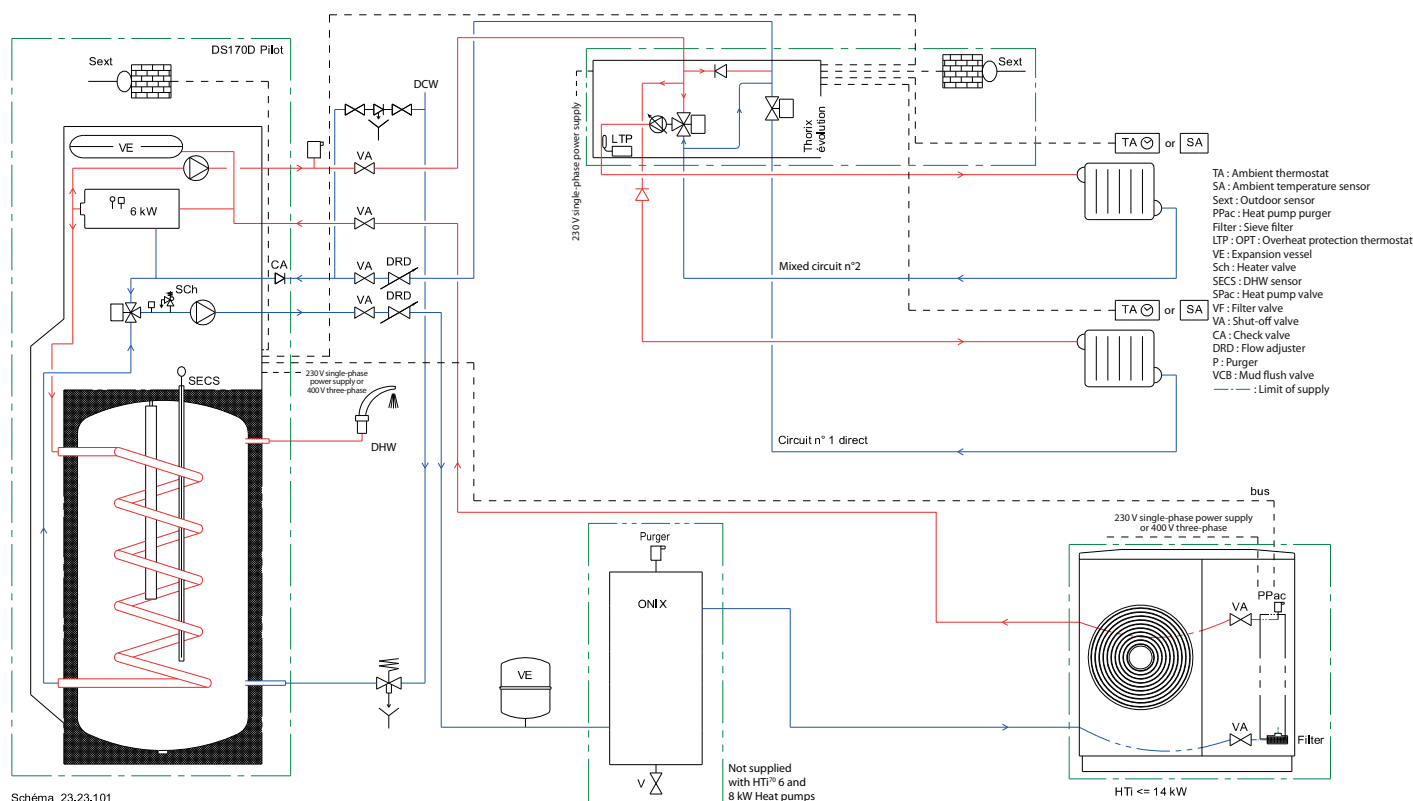 DS170D Pilot
Sext
VE
6 kW
CA
SCh
SECS
230 V single-phase
power supply or
400 V three-phase
DHW
DCW
VA
VA
VA
DRD
VA
DRD
230 V single-phase power supply
LTP
Thorix
évolution
Sext
TA or SA
Mixed circuit n°2
TA or SA
Circuit n° 1 direct
TA : Ambient thermostat
SA : Ambient temperature sensor
Sext : Outdoor sensor
PPac : Heat pump purger
Filter : Sieve filter
LTP : OPT : Overheat protection thermostat
VE : Expansion vessel
Sch : Heater valve
SECS : DHW sensor
SPac : Heat pump valve
VF : Filter valve
VA : Shut-off valve
CA : Check valve
DRD : Flow adjuster
P : Purger
VCB : Mud flush valve
: Limit of supply
bus
230 V single-phase power supply
or 400 V three-phase
PPac
VA
VA
Filter
HTi <= 14 kW
Purger
ONIX
VE
V
Not supplied
with HTi⁷⁰ 6 and
8 kW Heat pumps
Schéma 23.23.101